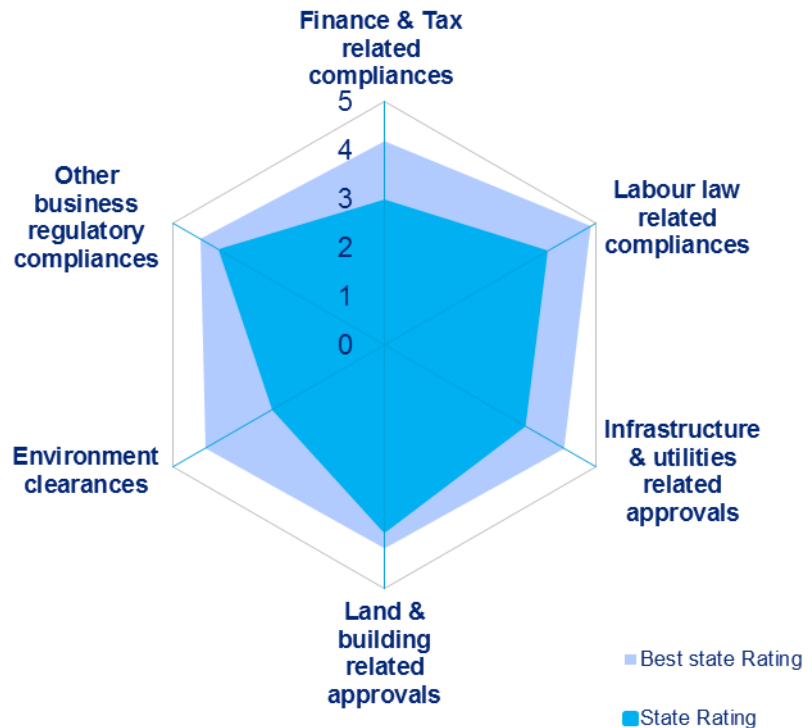 Finance & Tax
related
compliances
5
4
3
2
1
0
Other
business
regulatory
compliances
Labour law
related
compliances
Environment
clearances
Infrastructure
& utilities
related
approvals
Land &
building
related
approvals
Best state Rating
State Rating